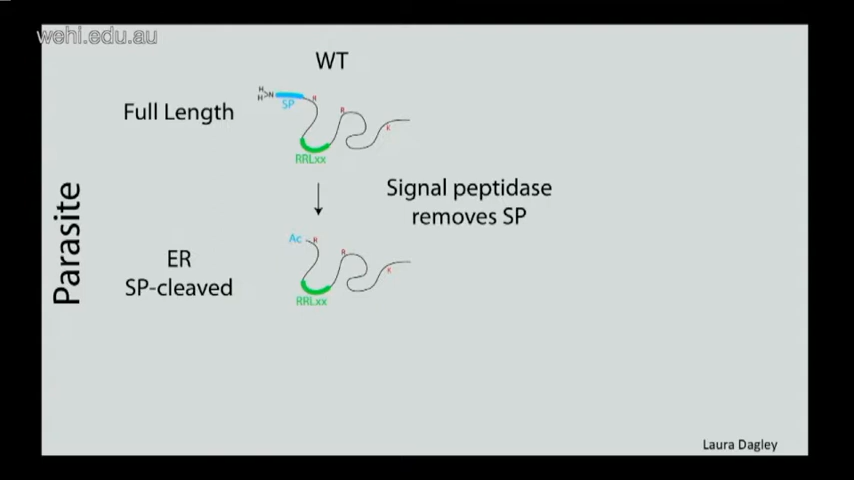 wehi.edu.au
WT
H
H
N
SP
R
R
K
Full Length
RRLxx
Signal peptidase
removes SP
Parasite
Ac
R
R
K
ER
SP-cleaved
RRLxx
Laura Dagley